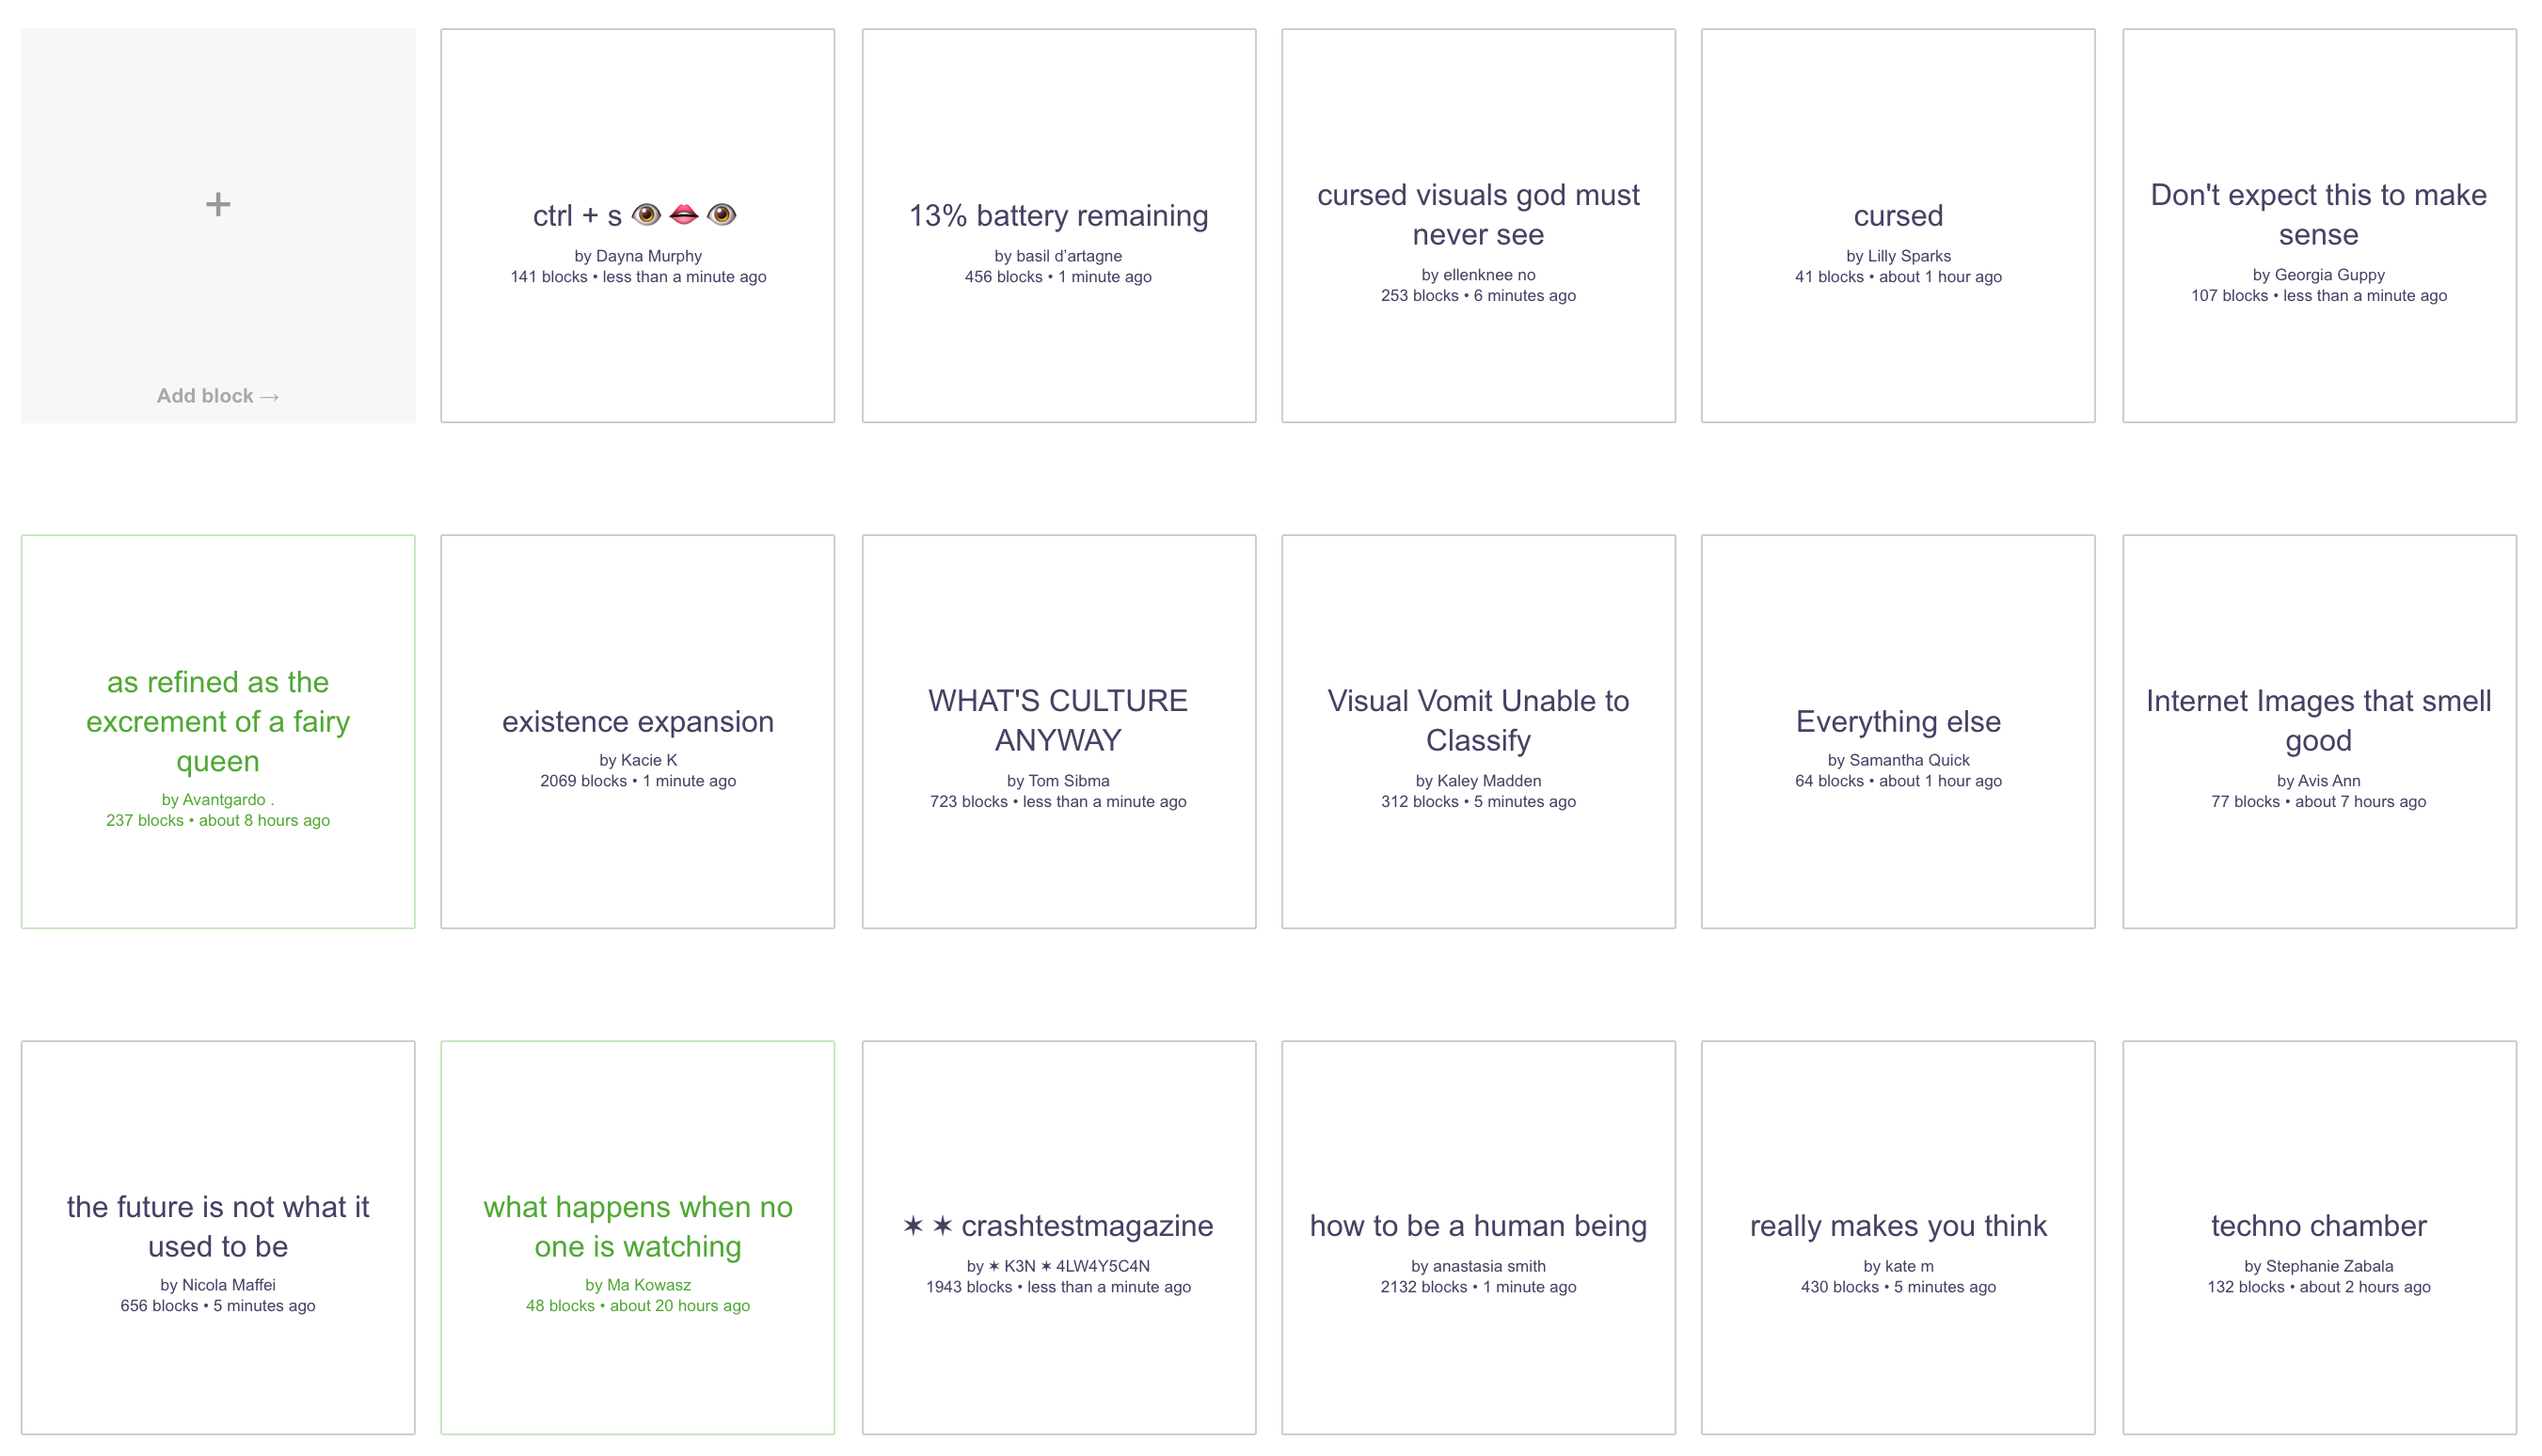 +
Add block →
ctrl + s 👁️ 👄 👁️
by Dayna Murphy
141 blocks • less than a minute ago
13% battery remaining
by basil d’artagne
456 blocks • 1 minute ago
cursed visuals god must
never see
by ellenknee no
253 blocks • 6 minutes ago
cursed
by Lilly Sparks
41 blocks • about 1 hour ago
Don't expect this to make
sense
by Georgia Guppy
107 blocks • less than a minute ago
as refined as the
excrement of a fairy
queen
by Avantgardo .
237 blocks • about 8 hours ago
existence expansion
by Kacie K
2069 blocks • 1 minute ago
WHAT'S CULTURE
ANYWAY
by Tom Sibma
723 blocks • less than a minute ago
Visual Vomit Unable to
Classify
by Kaley Madden
312 blocks • 5 minutes ago
Everything else
by Samantha Quick
64 blocks • about 1 hour ago
Internet Images that smell
good
by Avis Ann
77 blocks • about 7 hours ago
the future is not what it
used to be
by Nicola Maffei
656 blocks • 5 minutes ago
what happens when no
one is watching
by Ma Kowasz
48 blocks • about 20 hours ago
✶ ✶ crashtestmagazine
by ✶ K3N ✶ 4LW4Y5C4N
1943 blocks • less than a minute ago
how to be a human being
by anastasia smith
2132 blocks • 1 minute ago
really makes you think
by kate m
430 blocks • 5 minutes ago
techno chamber
by Stephanie Zabala
132 blocks • about 2 hours ago